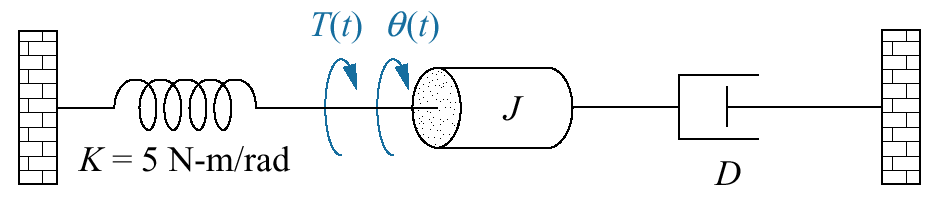 T(t) θ(t)
J
K = 5 N-m/rad
D